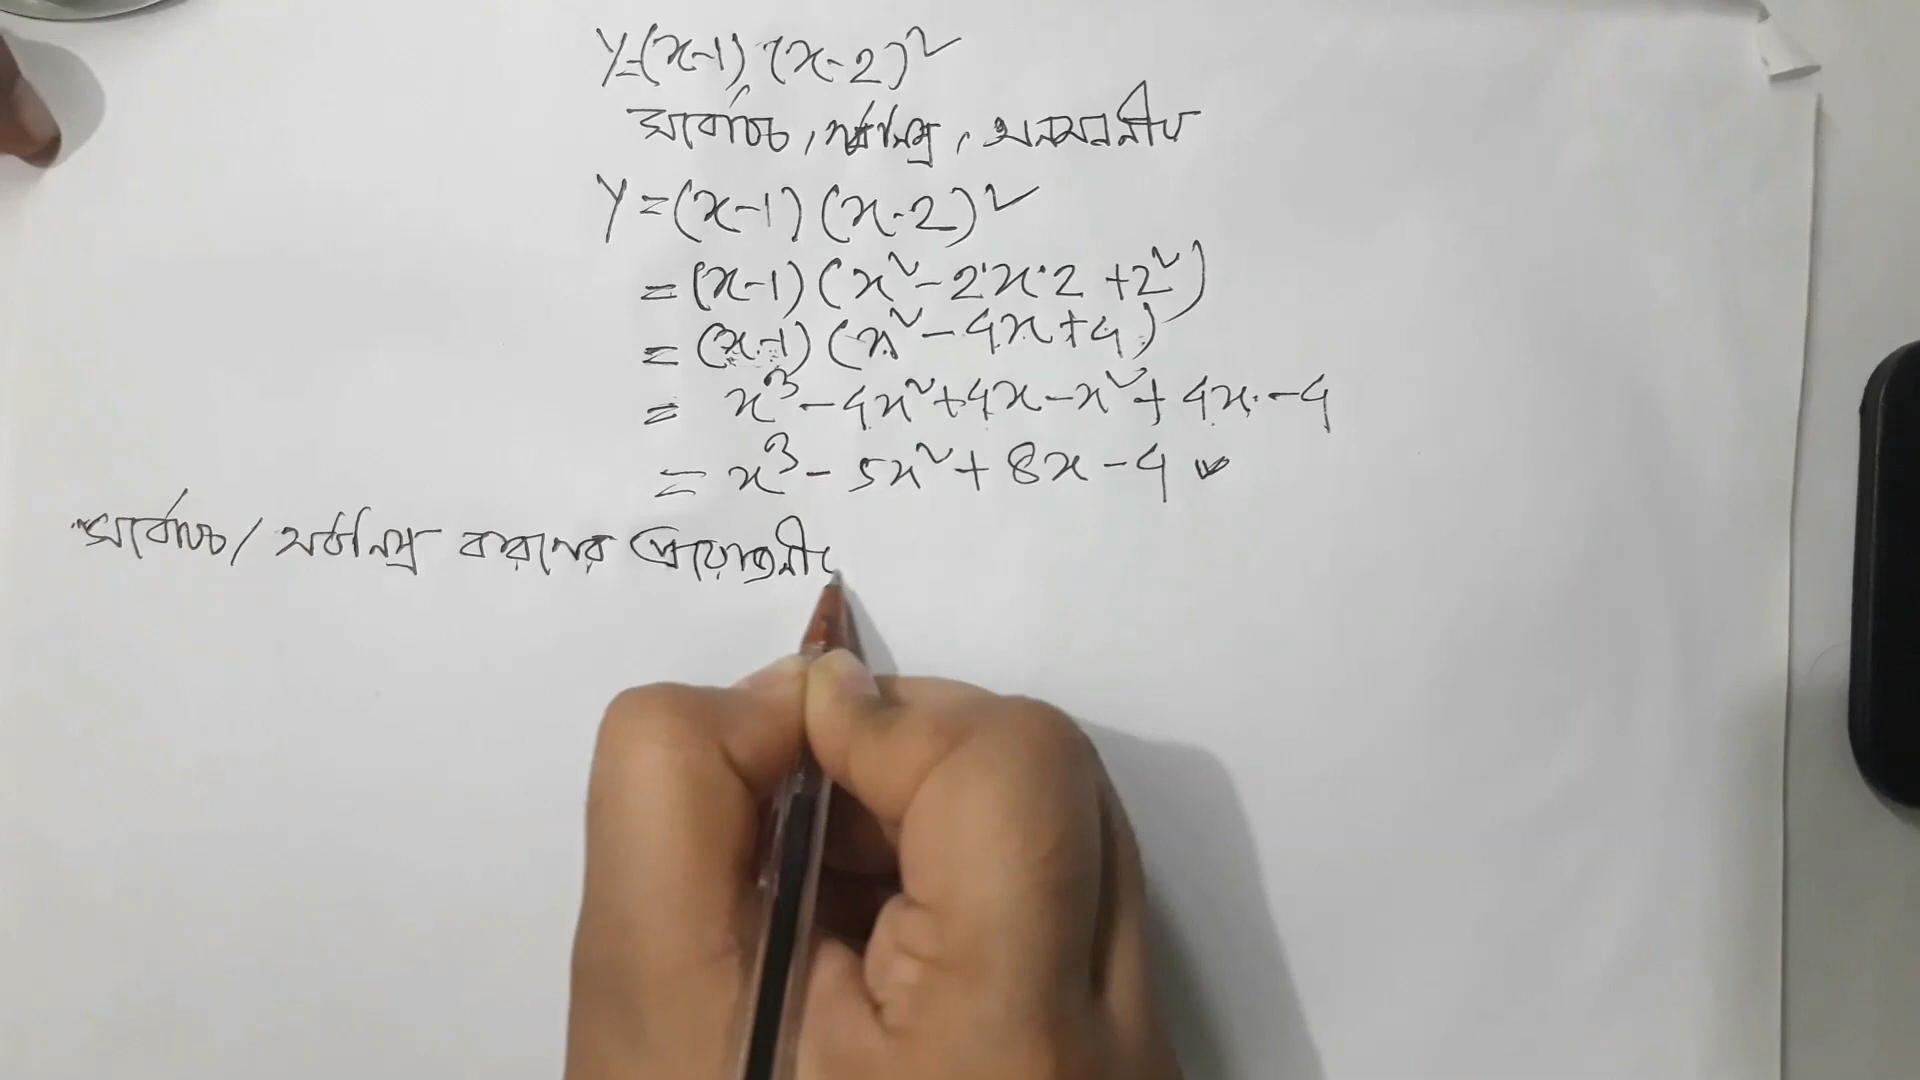 Y=(x-1)(x-2)²
সর্বোচ্চ, সর্বনিম্ন,
Y=(x-1)(x-2)²
=(x-1)(x²-2·x·2+2²)
=(x-1)(x²-4x+4)
= x³-4x²+4x-x²+4x-4
= x³-5x²+8x-4
সর্বোচ্চ/সর্বনিম্ন করণের প্রয়োজনী